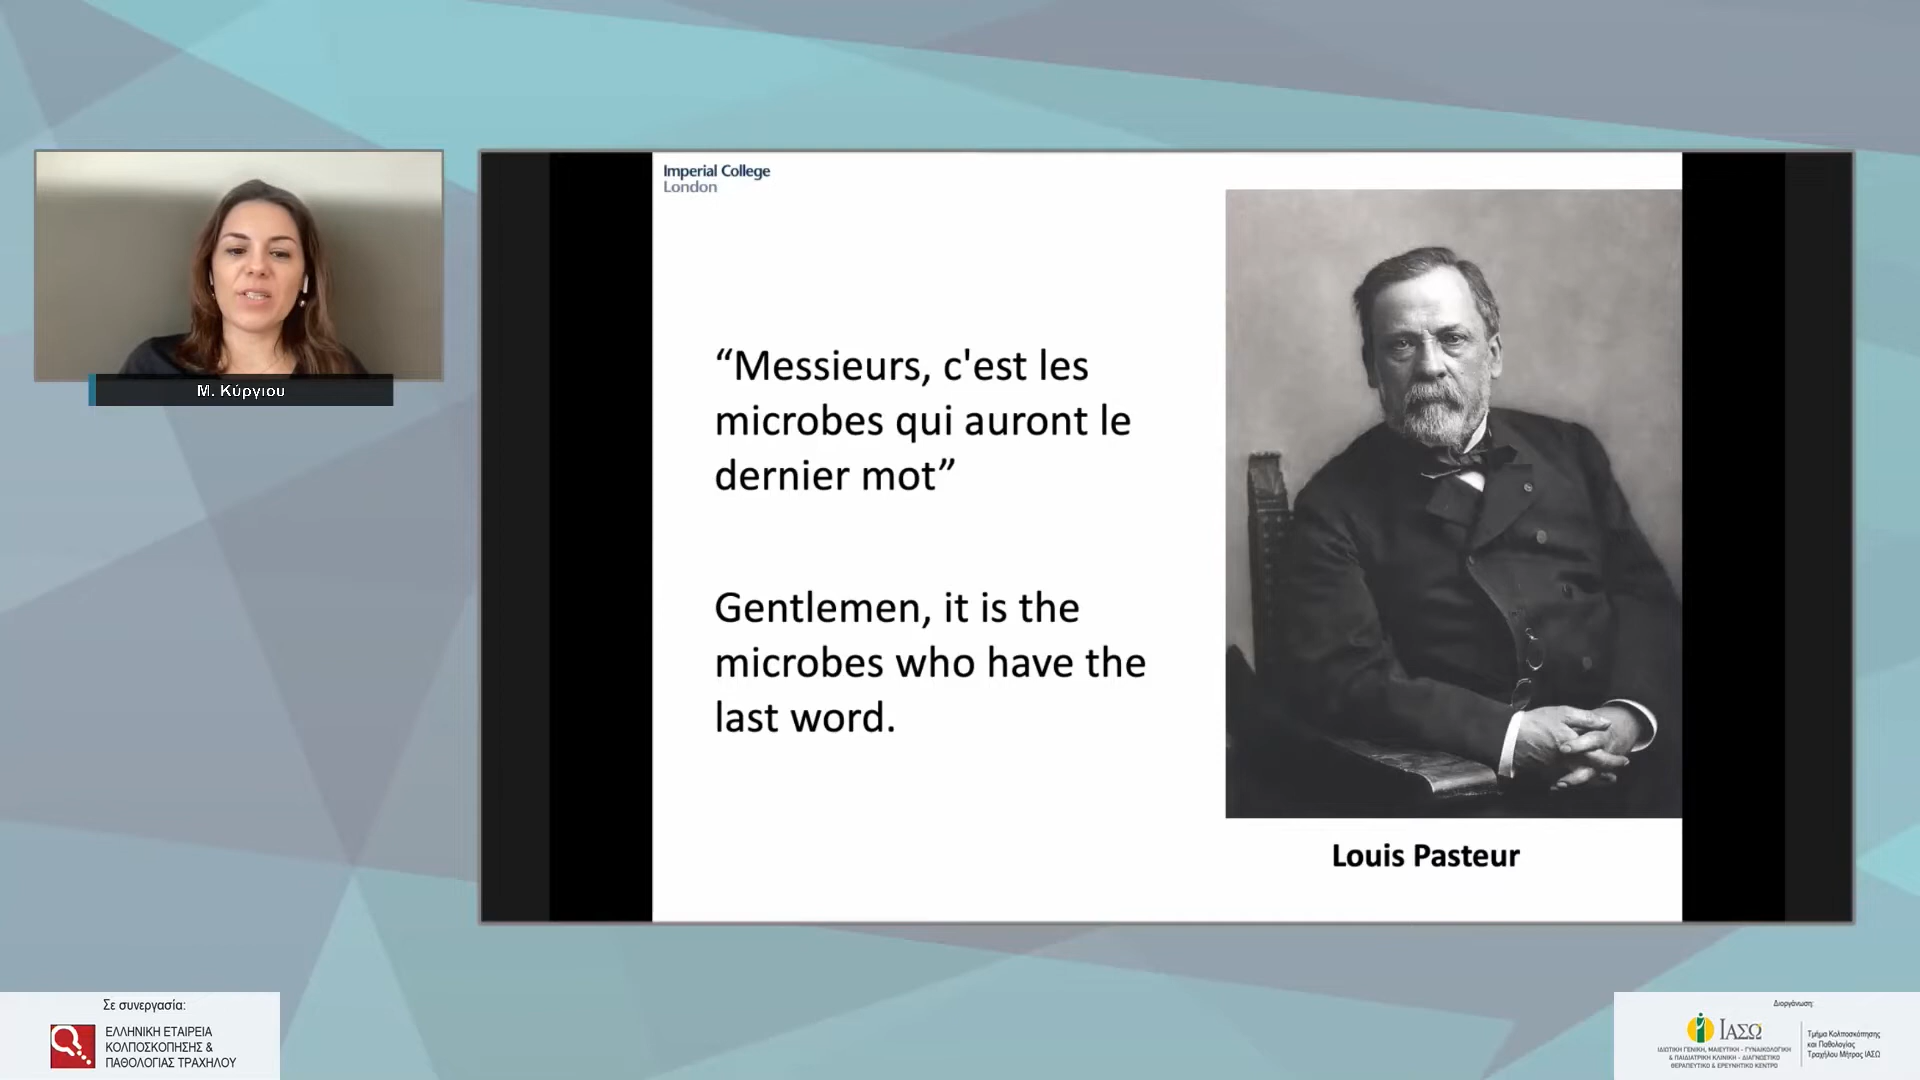 Imperial College
London
M. Κύργιου
“Messieurs, c'est les
microbes qui auront le
dernier mot”
Gentlemen, it is the
microbes who have the
last word.
Louis Pasteur
Σε συνεργασία:
ΕΛΛΗΝΙΚΗ ΕΤΑΙΡΕΙΑ
ΚΟΛΠΟΣΚΟΠΗΣΗΣ &
ΠΑΘΟΛΟΓΙΑΣ ΤΡΑΧΗΛΟΥ
Διοργάνωση:
ΙΑΣΩ
ΙΔΙΩΤΙΚΗ ΓΕΝΙΚΗ, ΜΑΙΕΥΤΙΚΗ - ΓΥΝΑΙΚΟΛΟΓΙΚΗ
& ΠΑΙΔΙΑΤΡΙΚΗ ΚΛΙΝΙΚΗ - ΔΙΑΓΝΩΣΤΙΚΟ
ΘΕΡΑΠΕΥΤΙΚΟ & ΕΡΕΥΝΗΤΙΚΟ ΚΕΝΤΡΟ
Τμήμα Κολποσκόπησης
και Παθολογίας
Τραχήλου Μήτρας ΙΑΣΩ